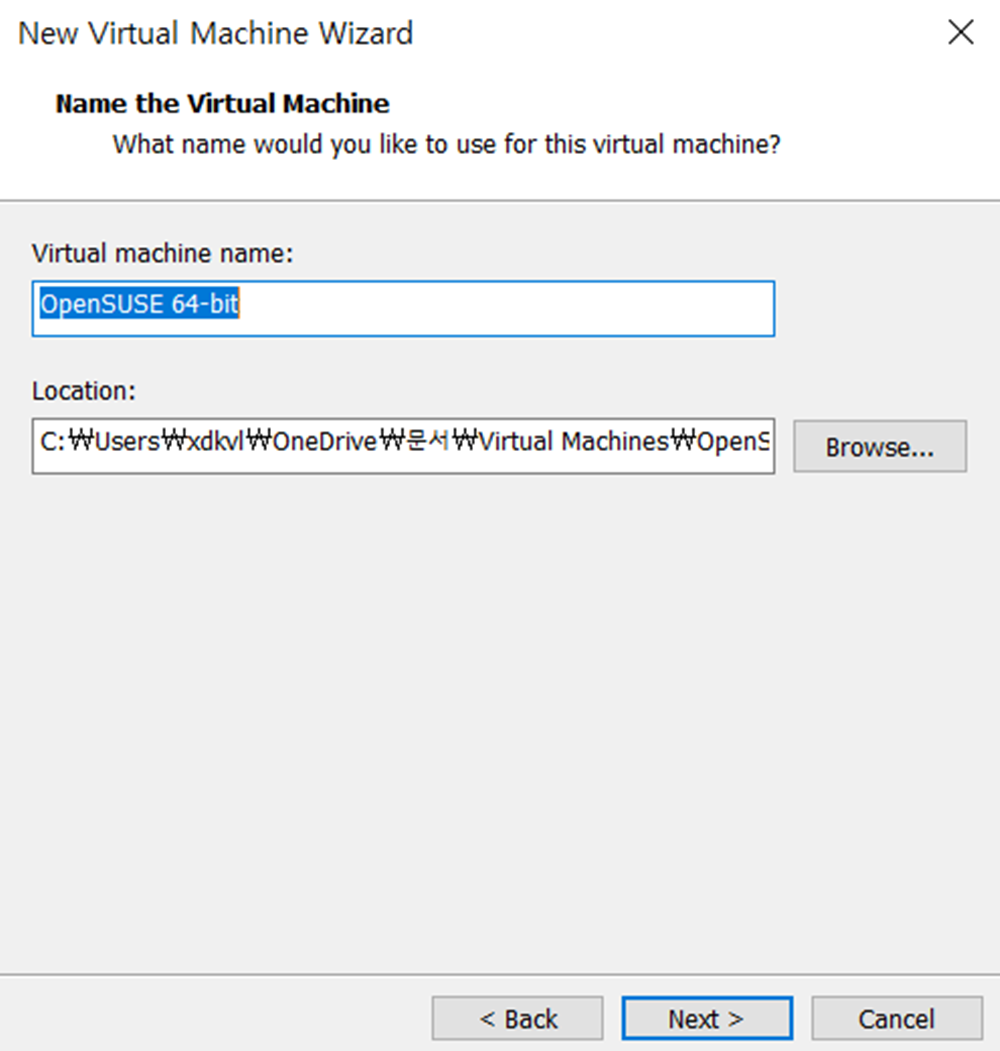 New Virtual Machine Wizard
Name the Virtual Machine
What name would you like to use for this virtual machine?
Virtual machine name:
OpenSUSE 64-bit
Location:
C:₩Users₩xdkvl₩OneDrive₩문서₩Virtual Machines₩OpenS
Browse...
< Back
Next >
Cancel